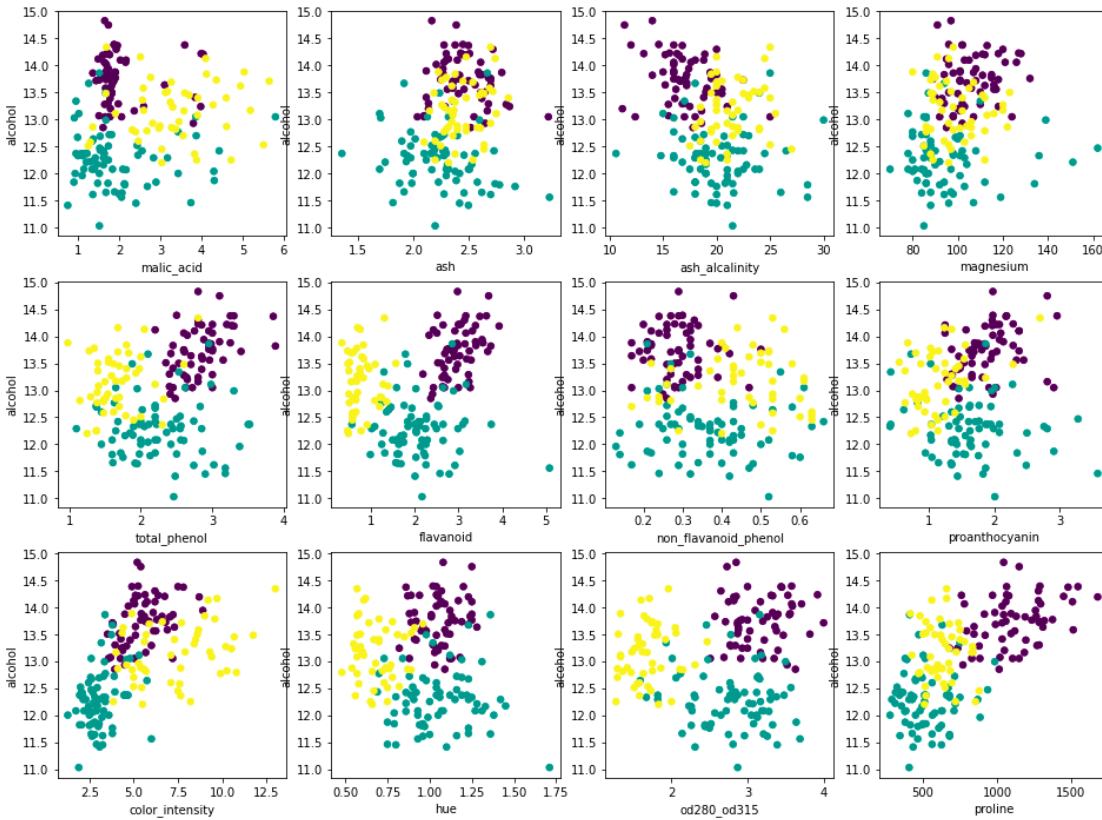 15.0 15.0 15.0 15.0
14.5 14.5 14.5 14.5
14.0 14.0 14.0 14.0
13.5 13.5 13.5 13.5
alcohol alcohol alcohol alcohol
13.0 13.0 13.0 13.0
12.5 12.5 12.5 12.5
12.0 12.0 12.0 12.0
11.5 11.5 11.5 11.5
11.0 11.0 11.0 11.0
1 2 3 4 5 6 1.5 2.0 2.5 3.0 10 15 20 25 30 80 100 120 140 160
malic_acid ash ash_alcalinity magnesium
15.0 15.0 15.0 15.0
14.5 14.5 14.5 14.5
14.0 14.0 14.0 14.0
13.5 13.5 13.5 13.5
alcohol alcohol alcohol alcohol
13.0 13.0 13.0 13.0
12.5 12.5 12.5 12.5
12.0 12.0 12.0 12.0
11.5 11.5 11.5 11.5
11.0 11.0 11.0 11.0
1 2 3 4 1 2 3 4 5 0.2 0.3 0.4 0.5 0.6 1 2 3
total_phenol flavanoid non_flavanoid_phenol proanthocyanin
15.0 15.0 15.0 15.0
14.5 14.5 14.5 14.5
14.0 14.0 14.0 14.0
13.5 13.5 13.5 13.5
alcohol alcohol alcohol alcohol
13.0 13.0 13.0 13.0
12.5 12.5 12.5 12.5
12.0 12.0 12.0 12.0
11.5 11.5 11.5 11.5
11.0 11.0 11.0 11.0
2.5 5.0 7.5 10.0 12.5 0.50 0.75 1.00 1.25 1.50 1.75 2 3 4 500 1000 1500
color_intensity hue od280_od315 proline